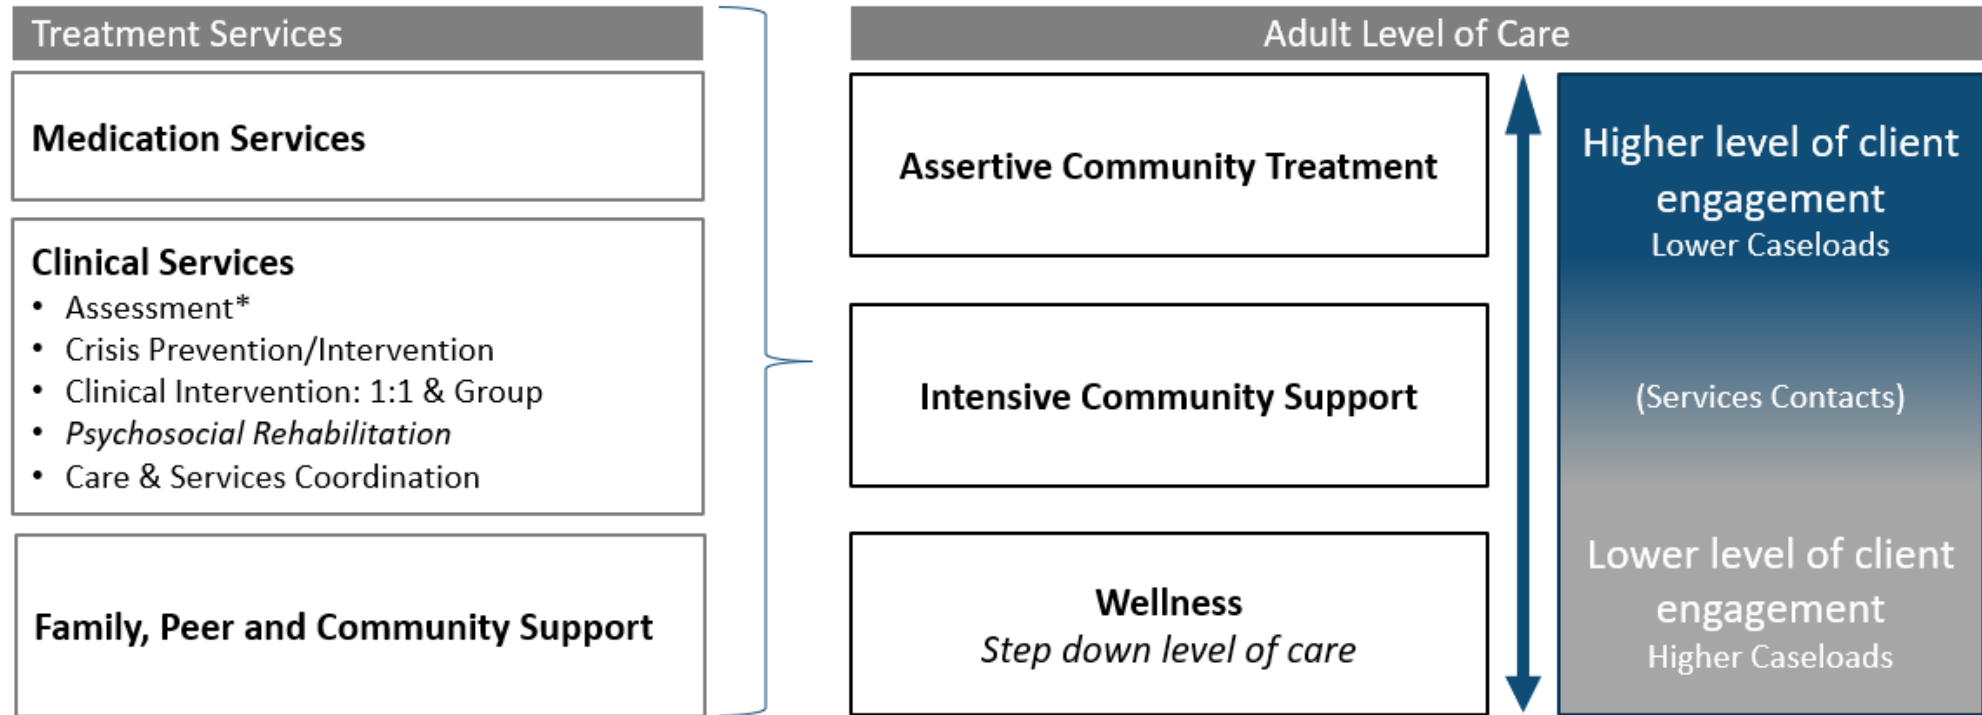 Treatment Services
Medication Services
Clinical Services
• Assessment*
• Crisis Prevention/Intervention
• Clinical Intervention: 1:1 & Group
• Psychosocial Rehabilitation
• Care & Services Coordination
Family, Peer and Community Support
Adult Level of Care
Assertive Community Treatment
Intensive Community Support
Wellness
Step down level of care
Higher level of client
engagement
Lower Caseloads
(Services Contacts)
Lower level of client
engagement
Higher Caseloads